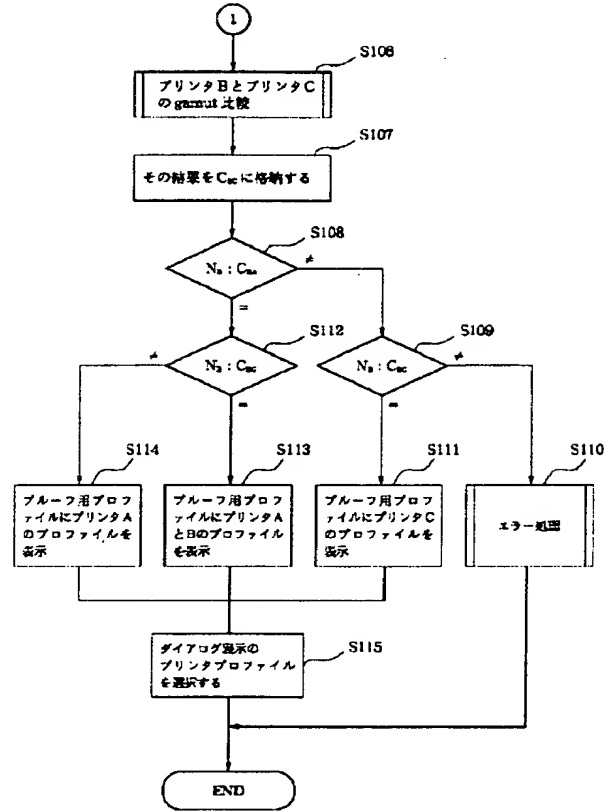 1
S108
プリンタBとプリンタC
のgamut比較
S107
その結果をC_BCに格納する
S108
N_B:C_BA
≠
=
S112
S109
≠
N_B:C_BC
=
N_B:C_BC
≠
=
S114
S113
S111
S110
プルーフ用プロフ
ァイルにプリンタA
のプロファイルを
表示
プルーフ用プロフ
ァイルにプリンタA
とBのプロファイル
を表示
プルーフ用プロフ
ァイルにプリンタC
のプロファイルを
表示
エラー処理
ダイアログ表示の
プリンタプロファイル
を選択する
S115
END